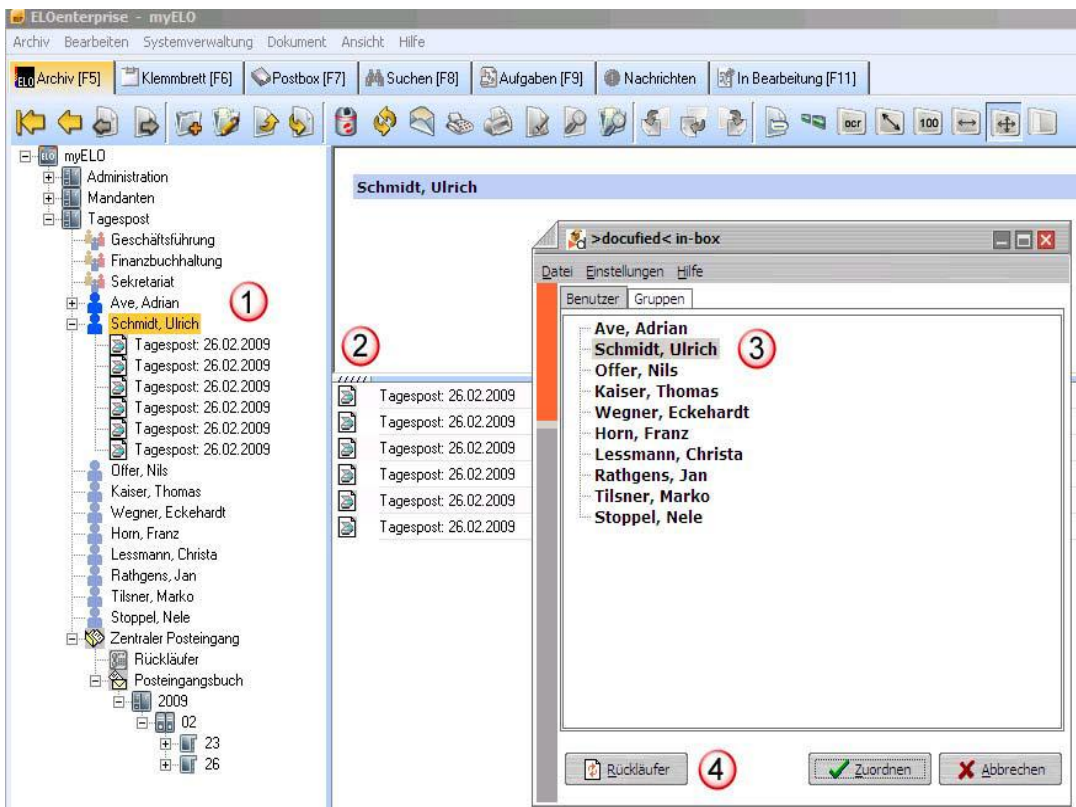 ELOenterprise - myELO
Archiv Bearbeiten Systemverwaltung Dokument Ansicht Hilfe
ELO Archiv [F5] Klemmbrett [F6] Postbox [F7] Suchen [F8] Aufgaben [F9] Nachrichten In Bearbeitung [F11]
ocr 100
ELO myELO
Administration
Mandanten
Tagespost
Geschäftsführung
Finanzbuchhaltung
Sekretariat
Ave, Adrian
1
Schmidt, Ulrich
Tagespost: 26.02.2009
Tagespost: 26.02.2009
Tagespost: 26.02.2009
Tagespost: 26.02.2009
Tagespost: 26.02.2009
Tagespost: 26.02.2009
Offer, Nils
Kaiser, Thomas
Wegner, Eckehardt
Horn, Franz
Lessmann, Christa
Rathgens, Jan
Tilsner, Marko
Stoppel, Nele
Zentraler Posteingang
Rückläufer
Posteingangsbuch
2009
02
23
26
Schmidt, Ulrich
2
Tagespost: 26.02.2009
Tagespost: 26.02.2009
Tagespost: 26.02.2009
Tagespost: 26.02.2009
Tagespost: 26.02.2009
Tagespost: 26.02.2009
>docufied< in-box
Datei Einstellungen Hilfe
Benutzer Gruppen
Ave, Adrian
Schmidt, Ulrich
3
Offer, Nils
Kaiser, Thomas
Wegner, Eckehardt
Horn, Franz
Lessmann, Christa
Rathgens, Jan
Tilsner, Marko
Stoppel, Nele
Rückläufer 4 Zuordnen Abbrechen